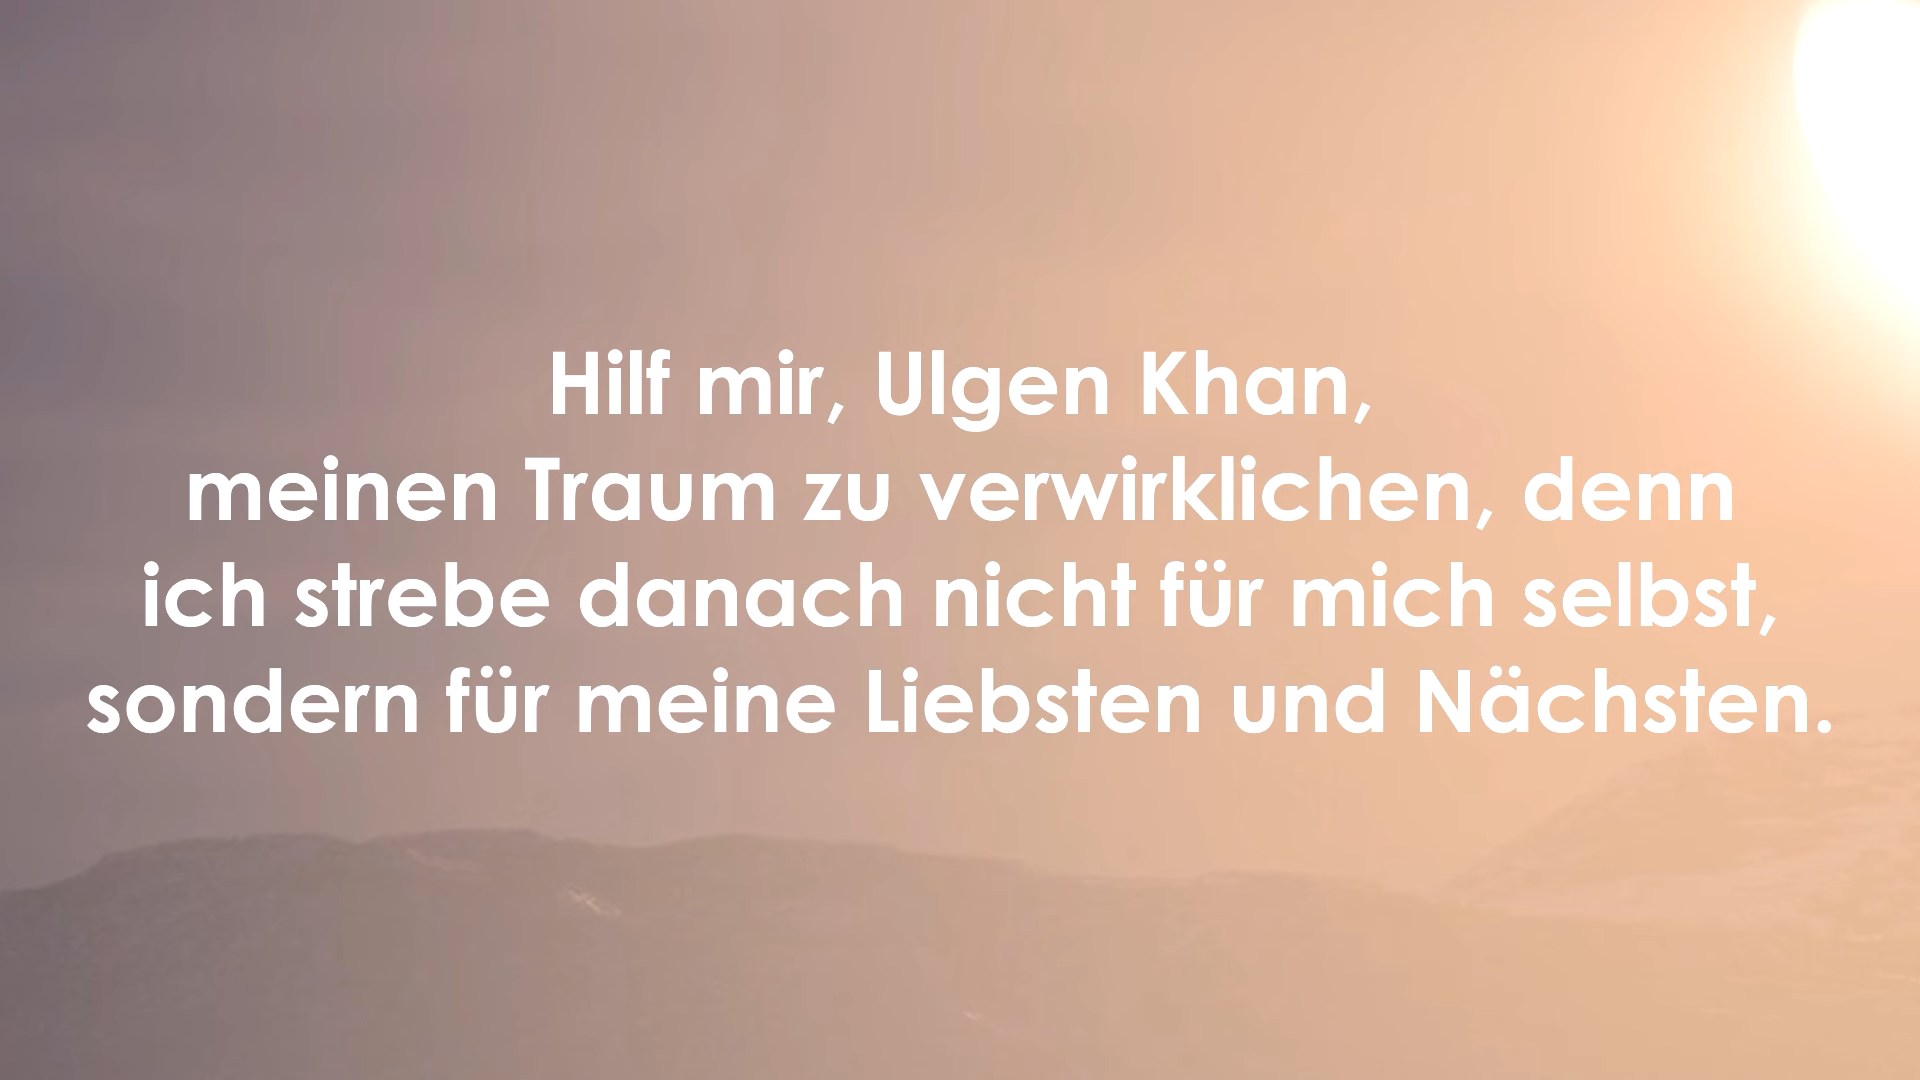 Hilf mir, Ulgen Khan,
meinen Traum zu verwirklichen, denn
ich strebe danach nicht für mich selbst,
sondern für meine Liebsten und Nächsten.